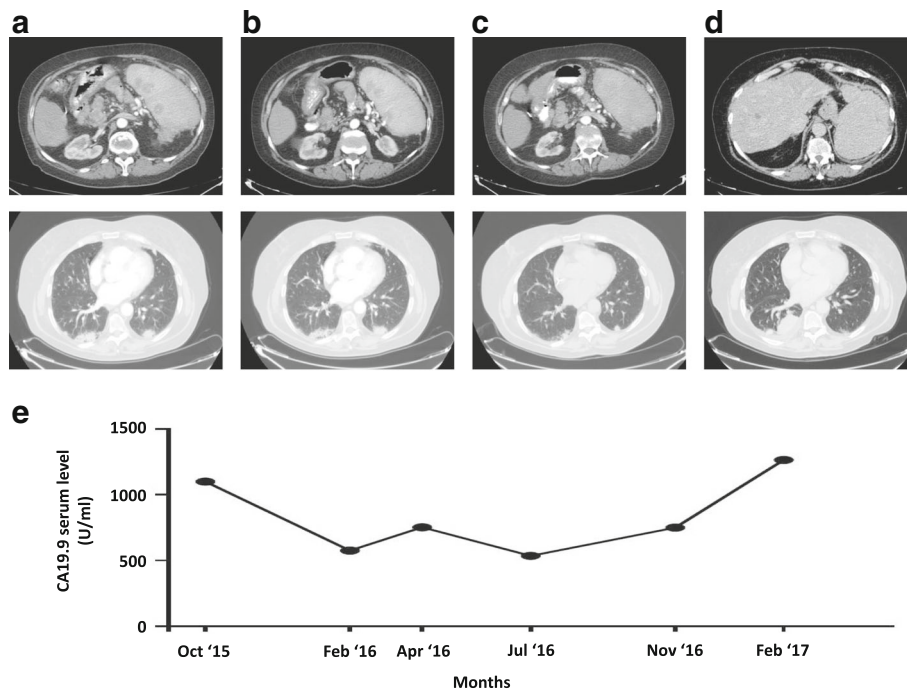 a
b
c
d
e
CA19.9 serum level
(U/ml)
1500
1000
500
0
Oct ‘15
Feb ‘16
Apr ‘16
Jul ‘16
Nov ‘16
Feb ‘17
Months